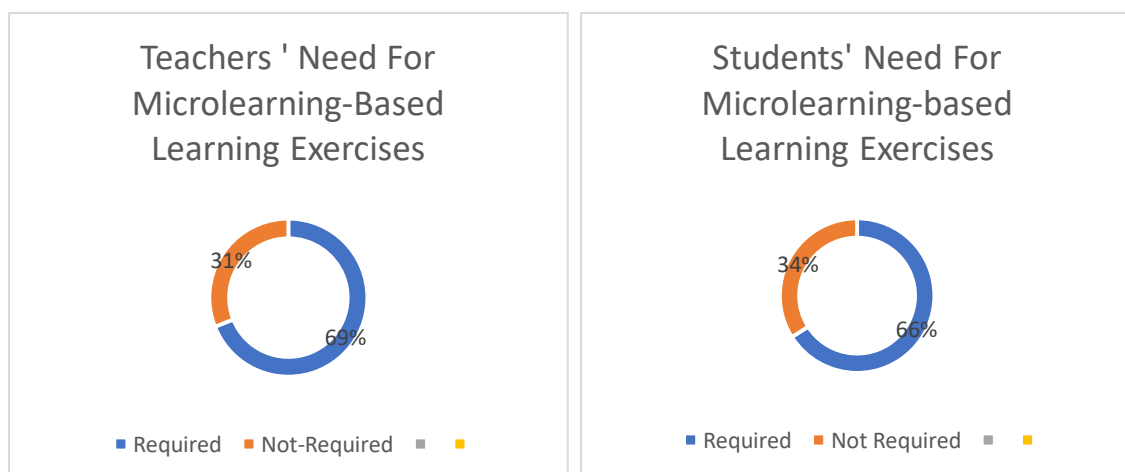 Teachers ' Need For
Microlearning-Based
Learning Exercises
31%
69%
Required Not-Required
Students' Need For
Microlearning-based
Learning Exercises
34%
66%
Required Not Required